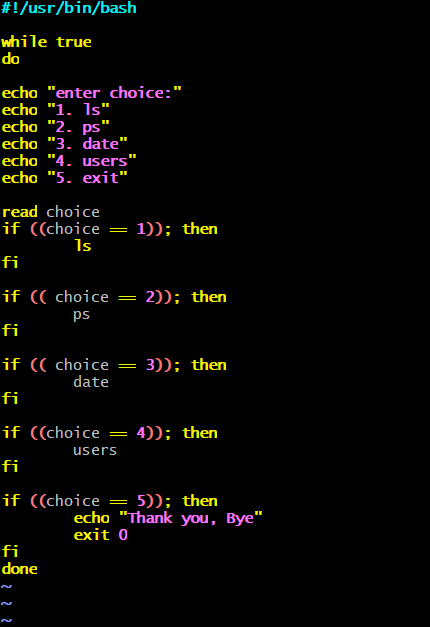 #!/usr/bin/bash
while true
do
echo "enter choice:"
echo "1. ls"
echo "2. ps"
echo "3. date"
echo "4. users"
echo "5. exit"
read choice
if ((choice == 1)); then
ls
fi
if (( choice == 2)); then
ps
fi
if (( choice == 3)); then
date
fi
if ((choice == 4)); then
users
fi
if ((choice == 5)); then
echo "Thank you, Bye"
exit 0
fi
done
~
~
~